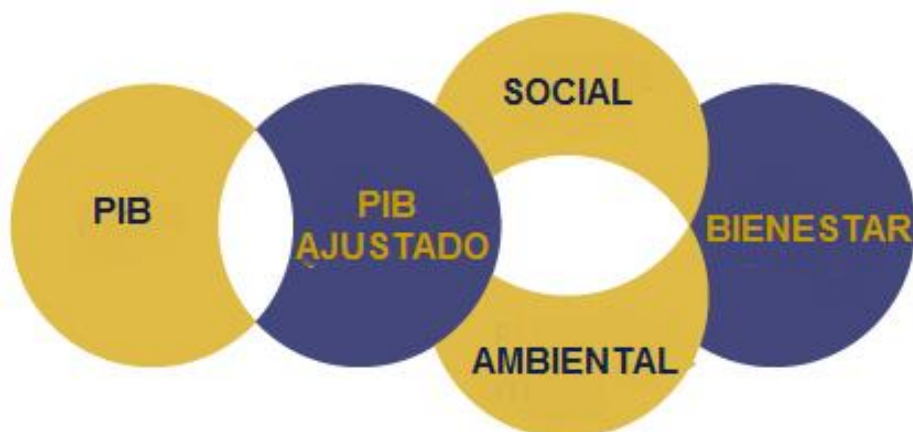 SOCIAL
PIB
PIB
AJUSTADO
BIENESTAR
AMBIENTAL